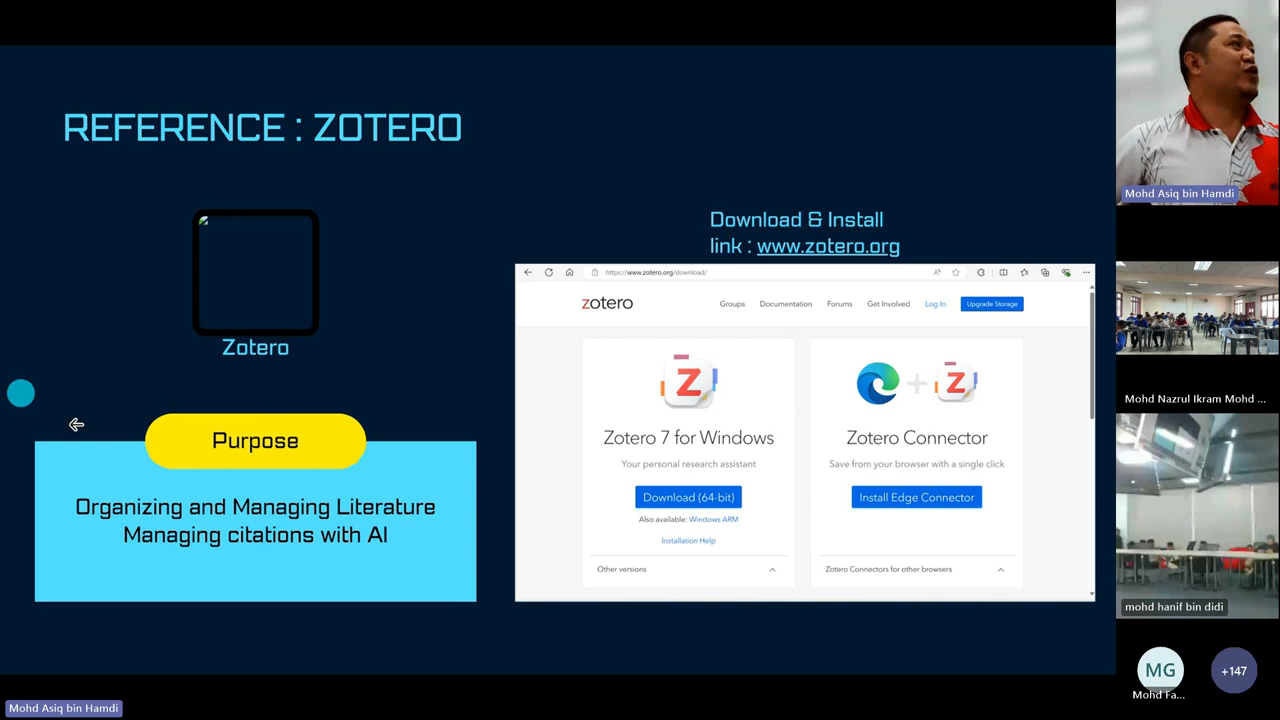 REFERENCE : ZOTERO
Zotero
Purpose
Organizing and Managing Literature
Managing citations with AI
Download & Install
link : www.zotero.org
https://www.zotero.org/download/
zotero
Groups
Documentation
Forums
Get Involved
Log In
Upgrade Storage
Z
Zotero 7 for Windows
Your personal research assistant
Download (64-bit)
Also available: Windows ARM
Installation Help
Other versions
Z
Zotero Connector
Save from your browser with a single click
Install Edge Connector
Zotero Connectors for other browsers
Mohd Asiq bin Hamdi
Mohd Nazrul Ikram Mohd ...
mohd hanif bin didi
MG
Mohd Fa...
+147
Mohd Asiq bin Hamdi